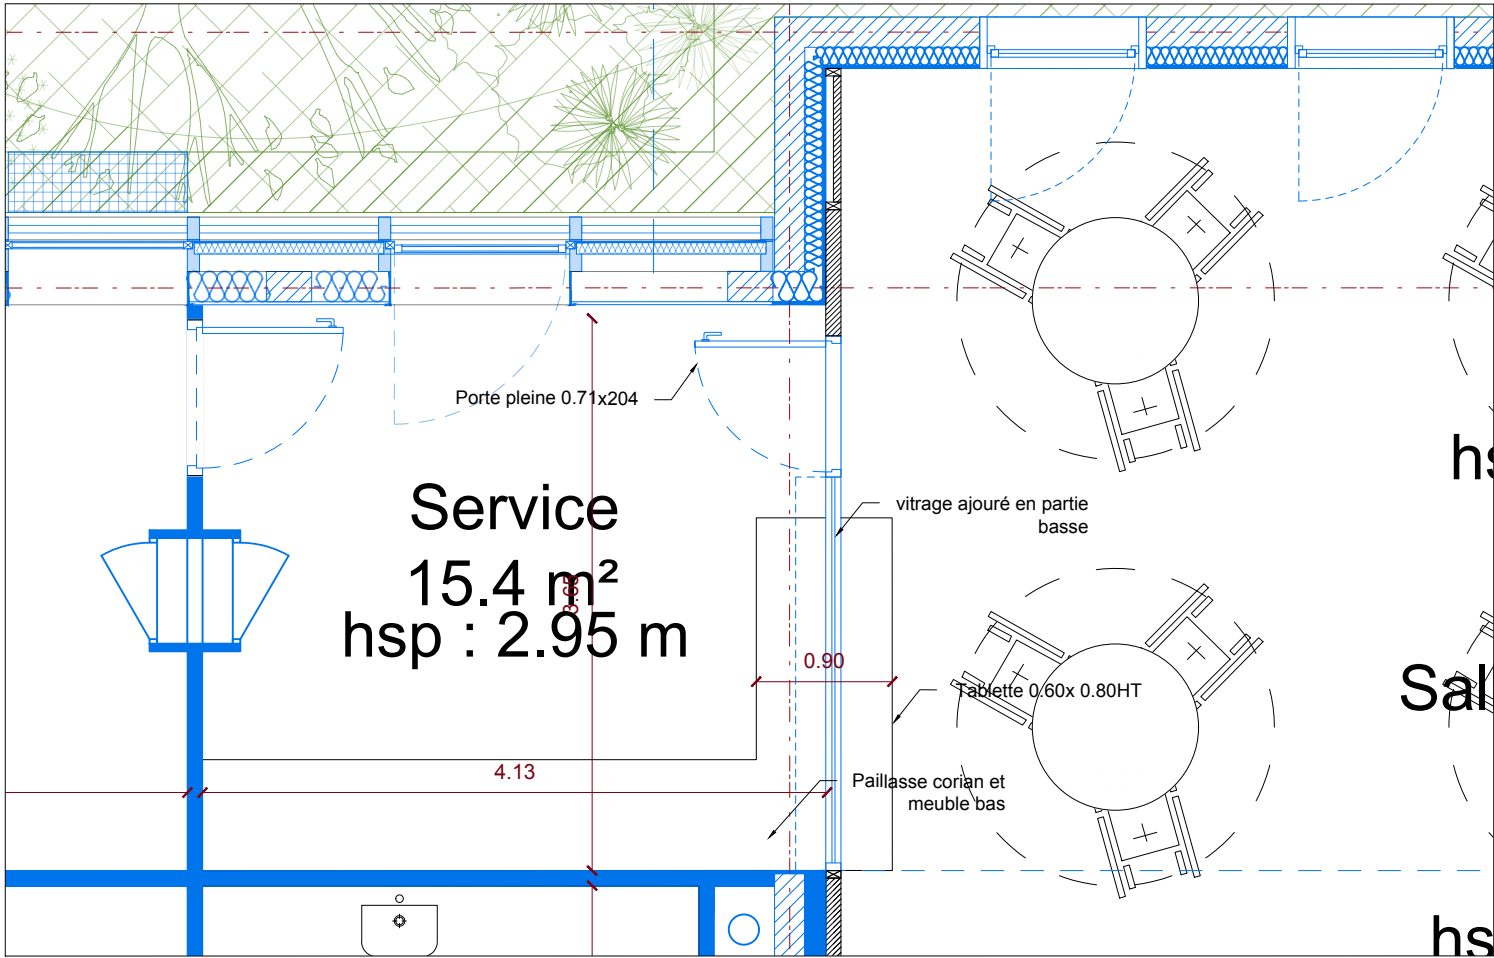 Porte pleine 0.71x204
hs
Service
vitrage ajouré en partie
basse
15.4 m²
3.65
hsp : 2.95 m
0.90
Tablette 0.60x 0.80HT
Sal
4.13
Paillasse corian et
meuble bas
hs